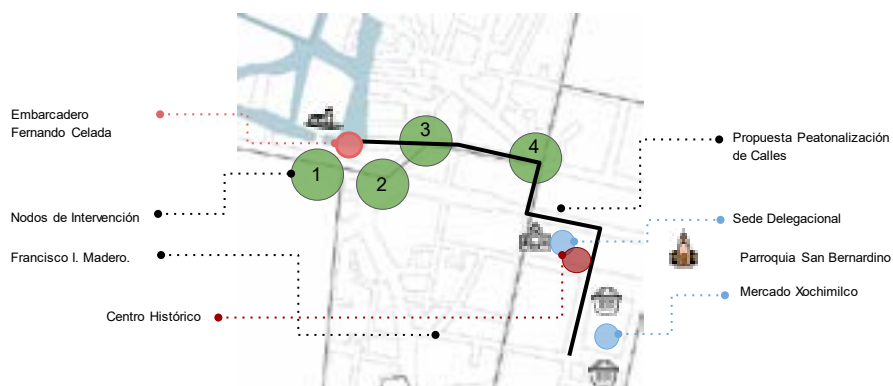 Embarcadero
Fernando Celada
Nodos de Intervención
Francisco I. Madero.
Centro Histórico
1
2
3
4
Propuesta Peatonalización
de Calles
Sede Delegacional
Parroquia San Bernardino
Mercado Xochimilco